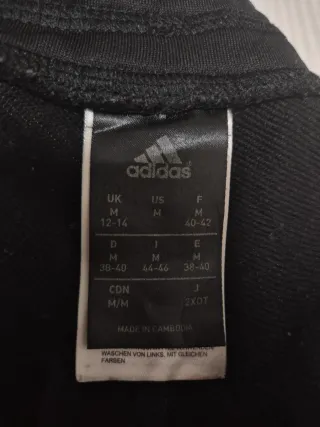 adidas
UK US F
M M M
12-14 40-42
D I E
M M M
36-40 44-46 38-40
CDN J
M/M 2XOT
MADE IN CAMBODIA
WASCHEN VON LINKS, MIT GLEICHEN
FARBEN